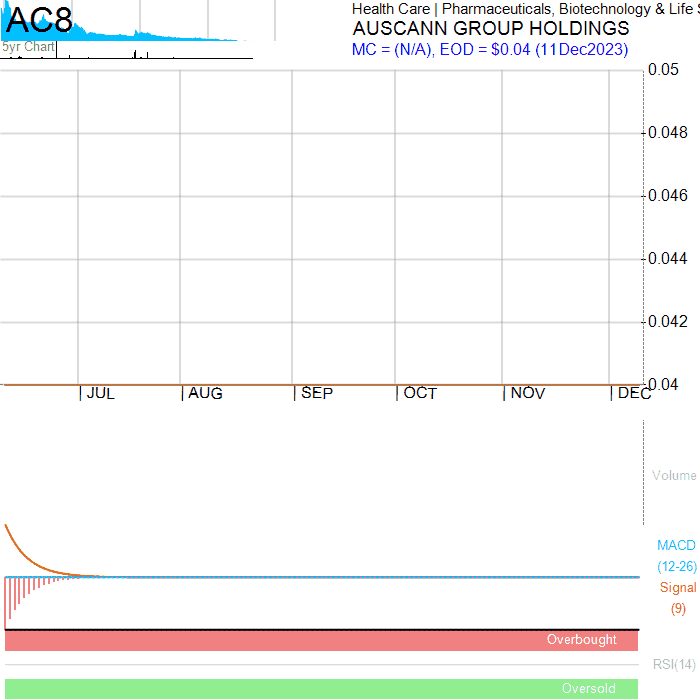 AC8
Health Care | Pharmaceuticals, Biotechnology & Life
AUSCANN GROUP HOLDINGS
5yr Chart
MC = (N/A), EOD = $0.04 (11Dec2023)
0.05
0.048
0.046
0.044
0.042
0.04
JUL AUG SEP OCT NOV DEC
Volume
MACD
(12-26)
Signal
(9)
Overbought
RSI(14)
Oversold